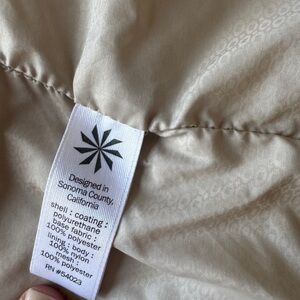 Designed in
Sonoma County,
California
shell : coating :
polyurethane
base fabric :
100% polyester
lining : body :
100% nylon
mesh :
100% polyester
RN #54023